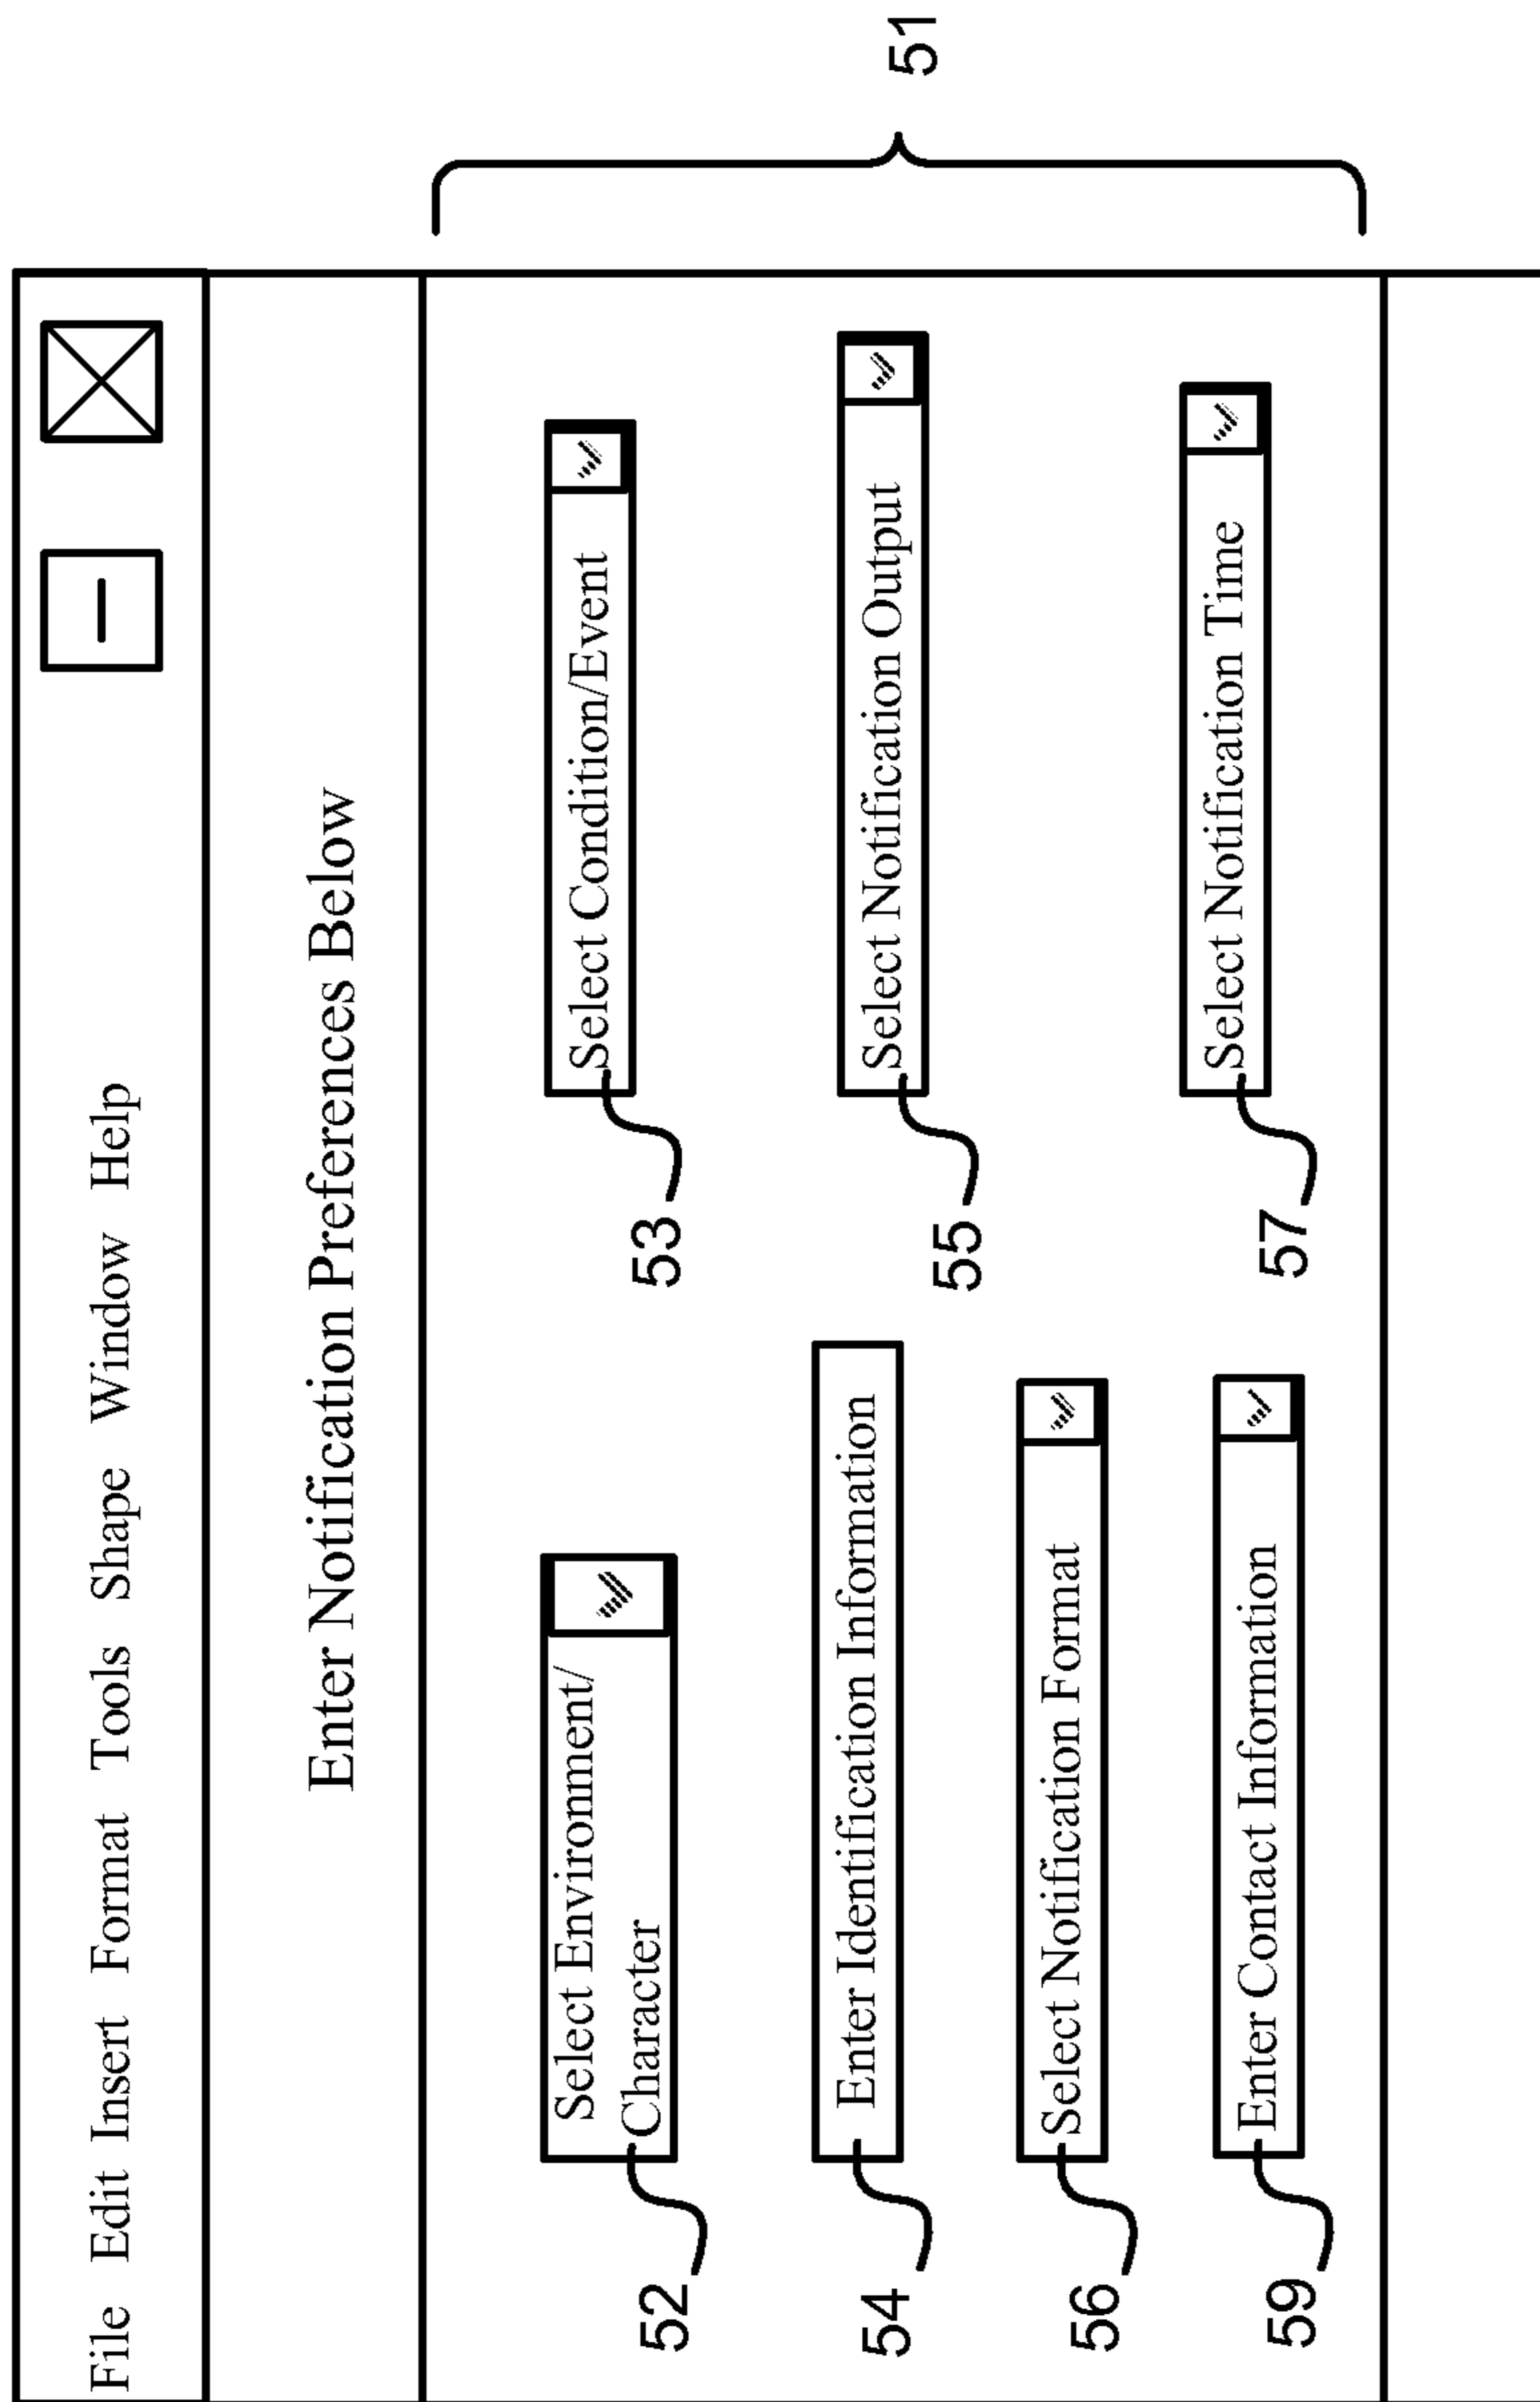 File Edit Insert Format Tools Shape Window Help
Enter Notification Preferences Below
Select Environment/
Character
52
Select Condition/Event
53
Enter Identification Information
54
Select Notification Output
55
Select Notification Format
56
Select Notification Time
57
Enter Contact Information
59
51